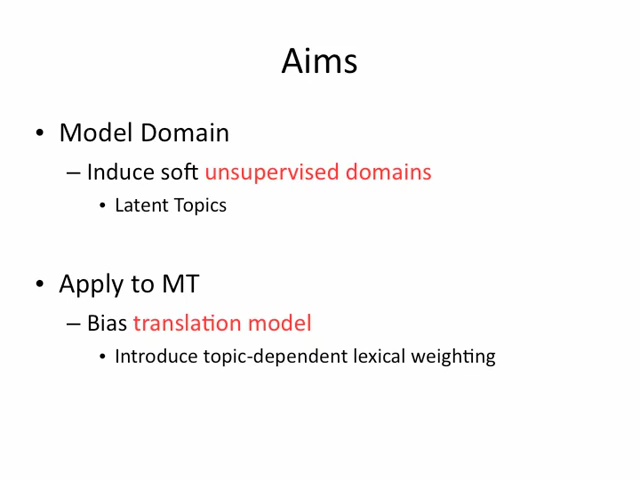 Aims
• Model Domain
– Induce soft unsupervised domains
• Latent Topics
• Apply to MT
– Bias translation model
• Introduce topic-dependent lexical weighting